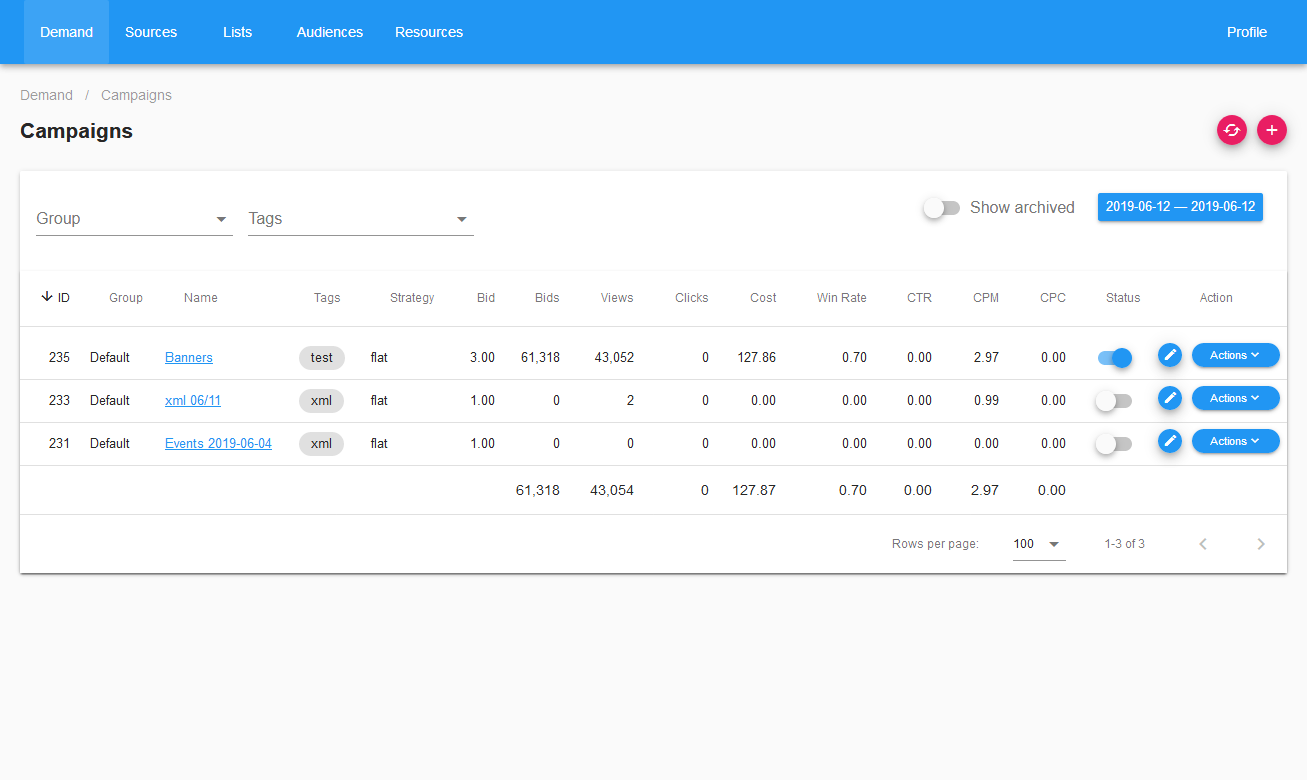 Demand Sources Lists Audiences Resources Profile
Demand / Campaigns
Campaigns
Group Tags Show archived 2019-06-12 — 2019-06-12
ID Group Name Tags Strategy Bid Bids Views Clicks Cost Win Rate CTR CPM CPC Status Action
235 Default Banners test flat 3.00 61,318 43,052 0 127.86 0.70 0.00 2.97 0.00 Actions
233 Default xml 06/11 xml flat 1.00 0 2 0 0.00 0.00 0.00 0.99 0.00 Actions
231 Default Events 2019-06-04 xml flat 1.00 0 0 0 0.00 0.00 0.00 0.00 0.00 Actions
61,318 43,054 0 127.87 0.70 0.00 2.97 0.00
Rows per page: 100 1-3 of 3